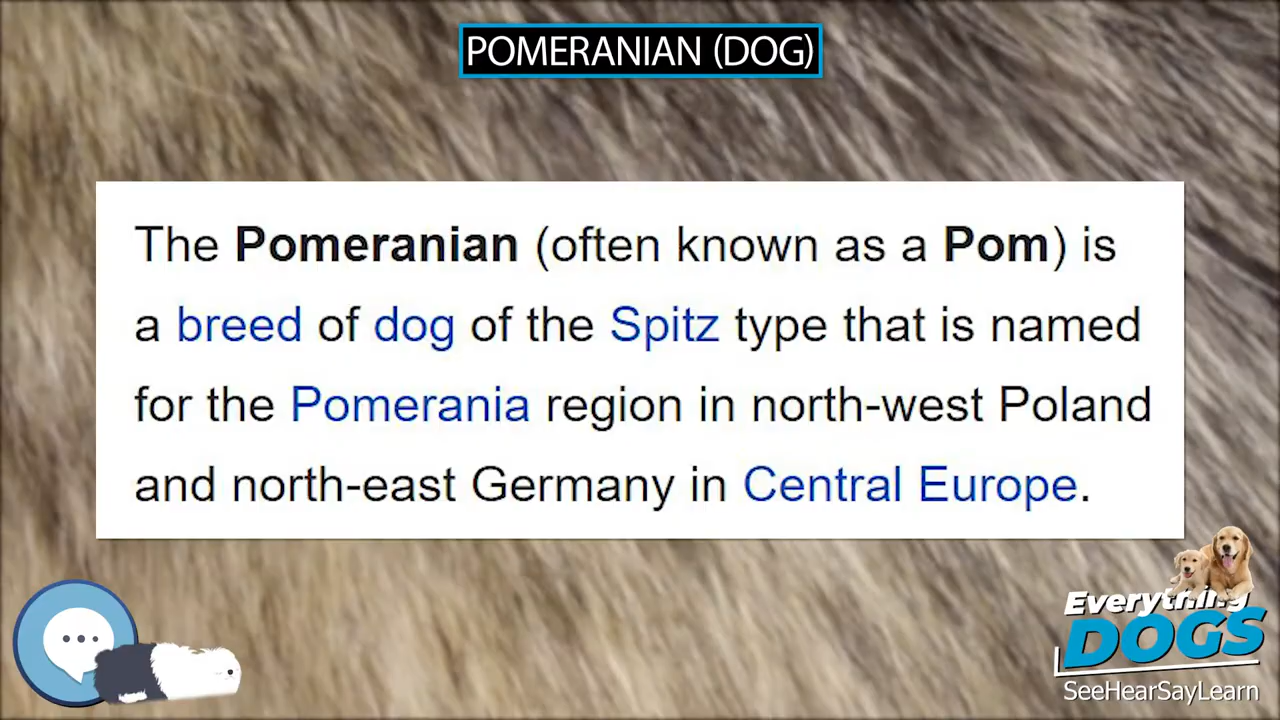 POMERANIAN (DOG)
The Pomeranian (often known as a Pom) is
a breed of dog of the Spitz type that is named
for the Pomerania region in north-west Poland
and north-east Germany in Central Europe.
Everything
DOGS
SeeHearSayLearn